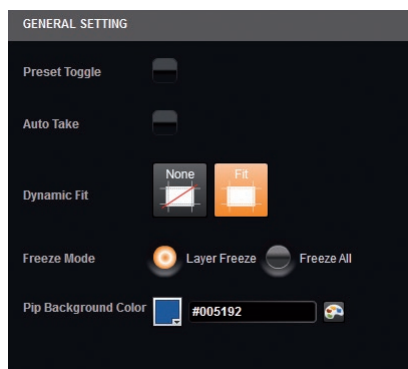 GENERAL SETTING
Preset Toggle
Auto Take
Dynamic Fit None Fit
Freeze Mode Layer Freeze Freeze All
Pip Background Color #005192